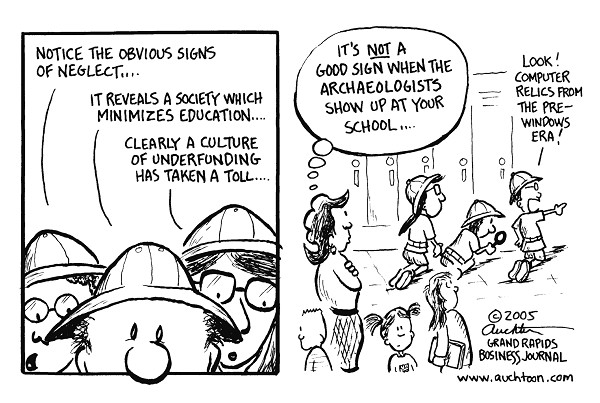 NOTICE THE OBVIOUS SIGNS
OF NEGLECT....
IT REVEALS A SOCIETY WHICH
MINIMIZES EDUCATION....
CLEARLY A CULTURE
OF UNDERFUNDING
HAS TAKEN A TOLL....
IT'S NOT A
GOOD SIGN WHEN THE
ARCHAEOLOGISTS
SHOW UP AT YOUR
SCHOOL....
LOOK!
COMPUTER
RELICS FROM
THE PRE-
WINDOWS
ERA!
© 2005
Auchter
GRAND RAPIDS
BUSINESS JOURNAL
www.auchtoon.com